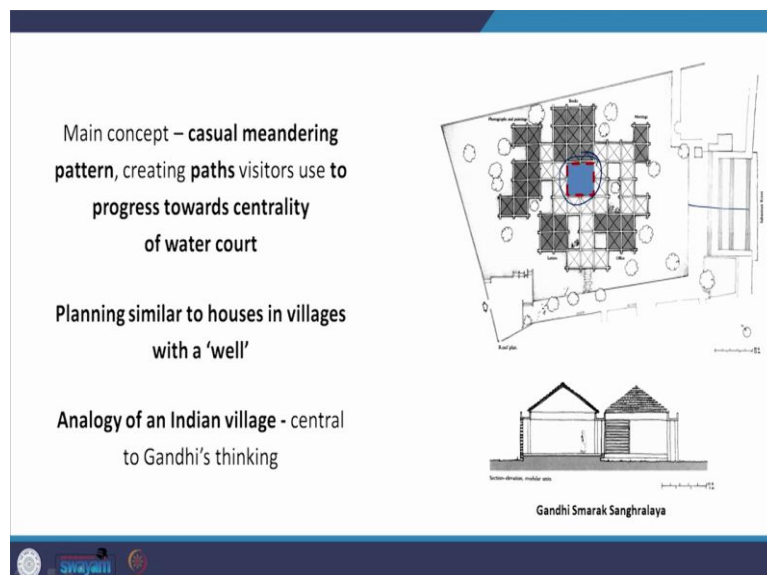 Main concept – casual meandering
pattern, creating paths visitors use to
progress towards centrality
of water court
Planning similar to houses in villages
with a ‘well’
Analogy of an Indian village - central
to Gandhi’s thinking
Books
Photographs and paintings
Meetings
Letters
Office
Roof plan
Section-elevation, modular units
Gandhi Smarak Sanghralaya
swayam